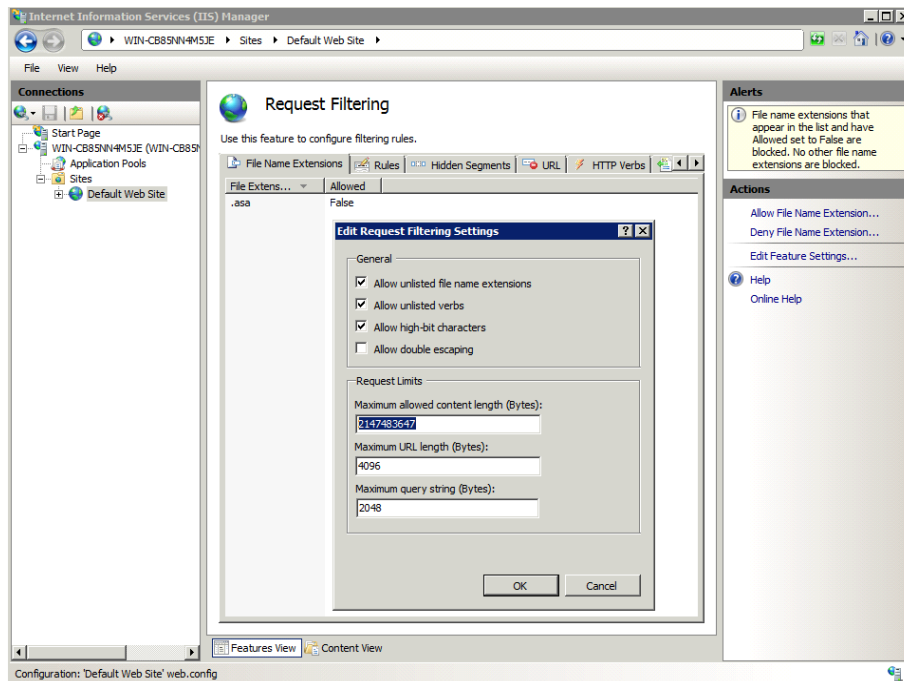 Internet Information Services (IIS) Manager
WIN-CB85NN4M5JE Sites Default Web Site
File View Help
Connections
Start Page
WIN-CB85NN4M5JE (WIN-CB85N
Application Pools
Sites
Default Web Site
Request Filtering
Use this feature to configure filtering rules.
File Name Extensions Rules Hidden Segments URL HTTP Verbs
File Extens... Allowed
.asa False
Edit Request Filtering Settings
General
Allow unlisted file name extensions
Allow unlisted verbs
Allow high-bit characters
Allow double escaping
Request Limits
Maximum allowed content length (Bytes):
2147483647
Maximum URL length (Bytes):
4096
Maximum query string (Bytes):
2048
OK Cancel
Features View Content View
Alerts
File name extensions that
appear in the list and have
Allowed set to False are
blocked. No other file name
extensions are blocked.
Actions
Allow File Name Extension...
Deny File Name Extension...
Edit Feature Settings...
Help
Online Help
Configuration: 'Default Web Site' web.config